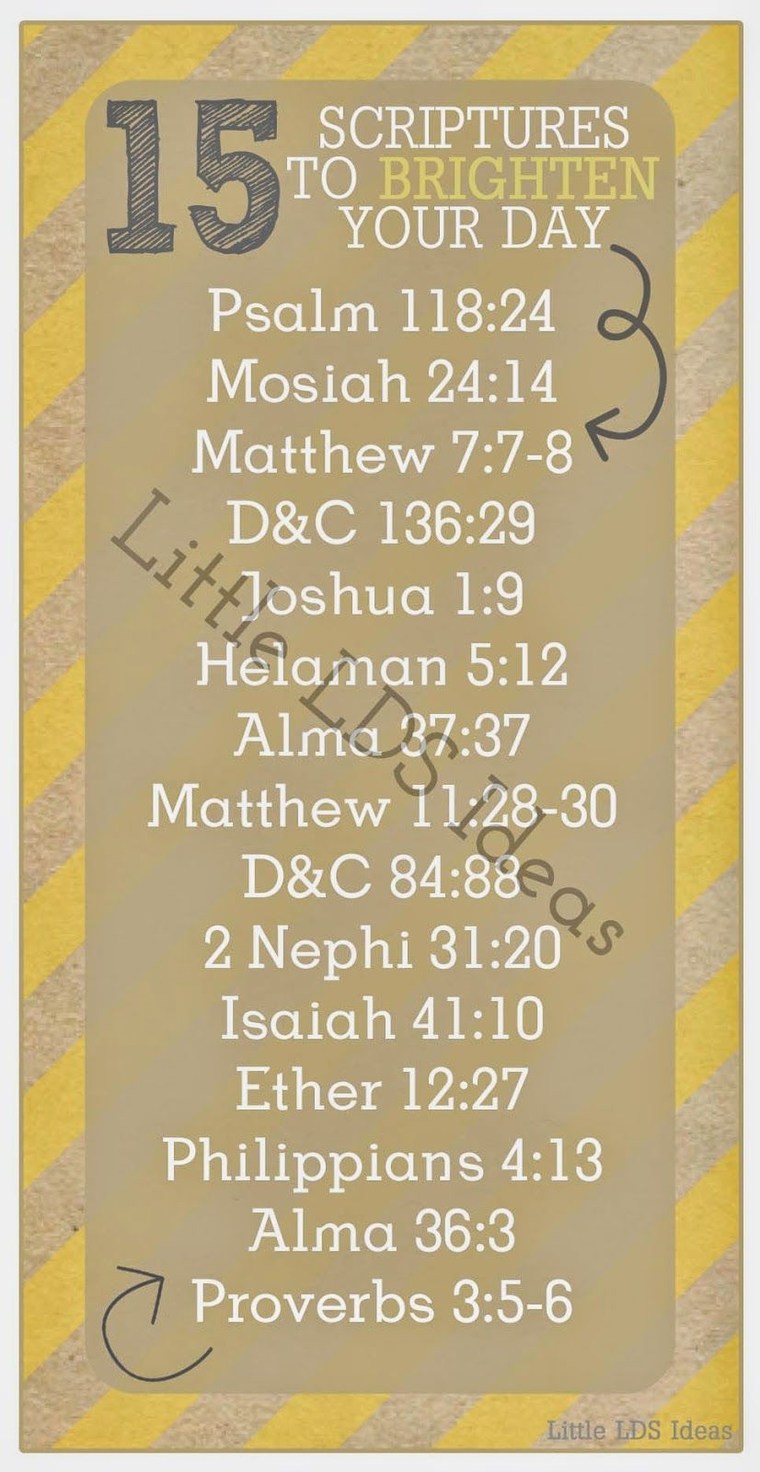 15
SCRIPTURES
TO BRIGHTEN
YOUR DAY
Psalm 118:24
Mosiah 24:14
Matthew 7:7-8
D&C 136:29
Joshua 1:9
Helaman 5:12
Alma 37:37
Matthew 11:28-30
D&C 84:88
2 Nephi 31:20
Isaiah 41:10
Ether 12:27
Philippians 4:13
Alma 36:3
Proverbs 3:5-6
Little LDS Ideas
Little LDS Ideas